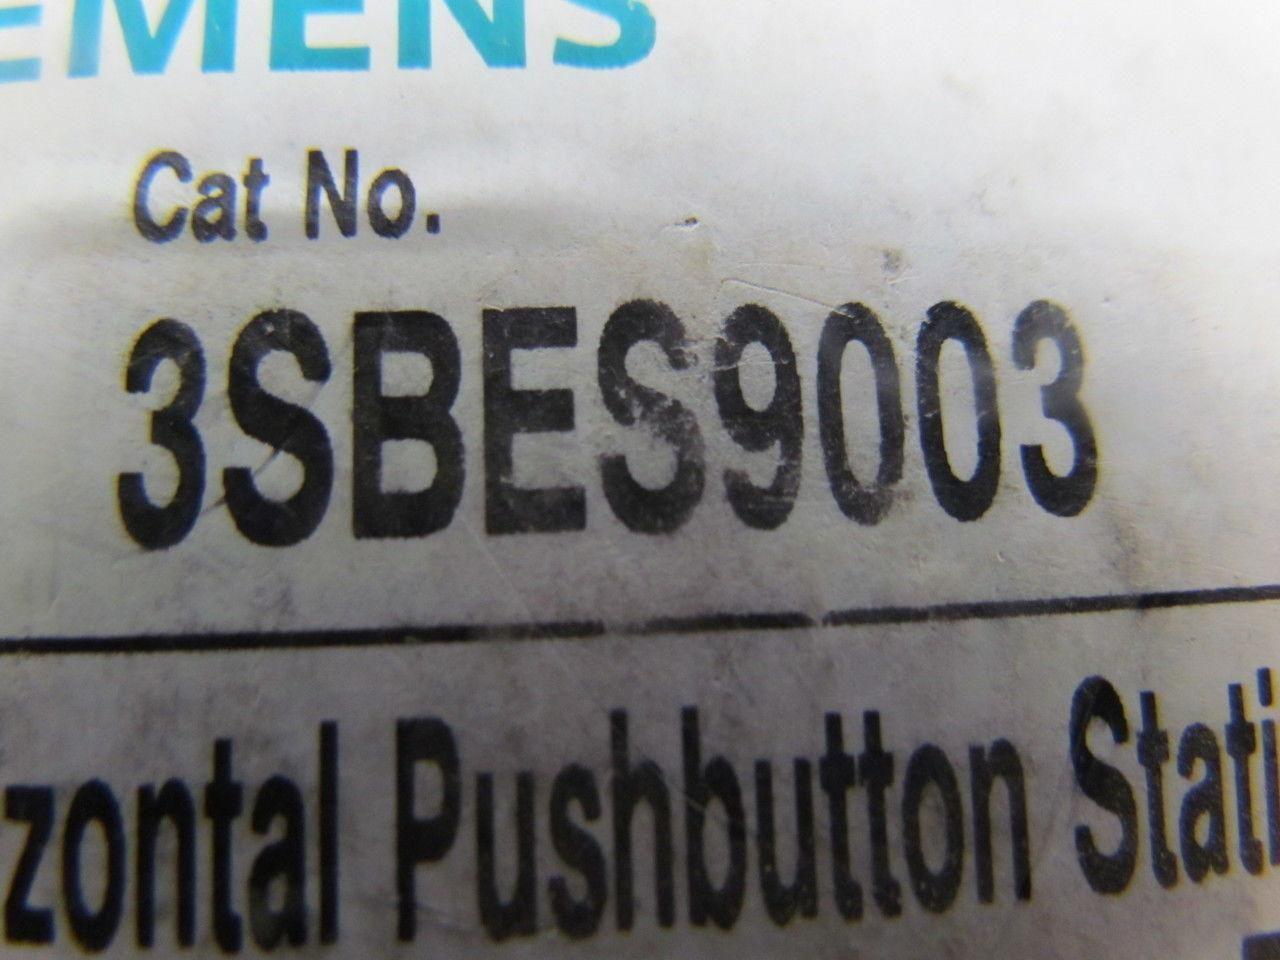 EMENS
Cat No.
3SBES9003
zontal Pushbutton Stati